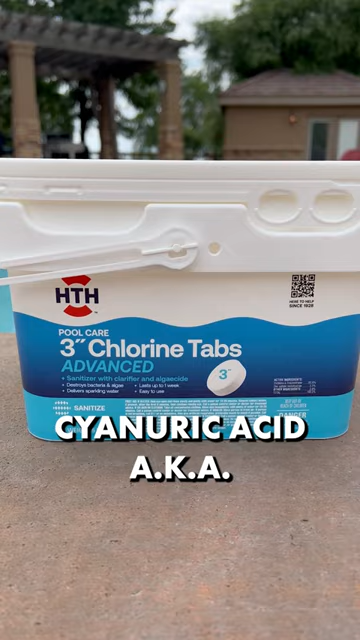 HTH
HERE TO HELP
SINCE 1928
POOL CARE
3" Chlorine Tabs
ADVANCED
• Sanitizer with clarifier and algaecide
• Destroys bacteria & algae • Lasts up to 1 week
• Delivers sparkling water • Easy to use
3"
SANITIZE
DANGER
CYANURIC ACID
A.K.A.